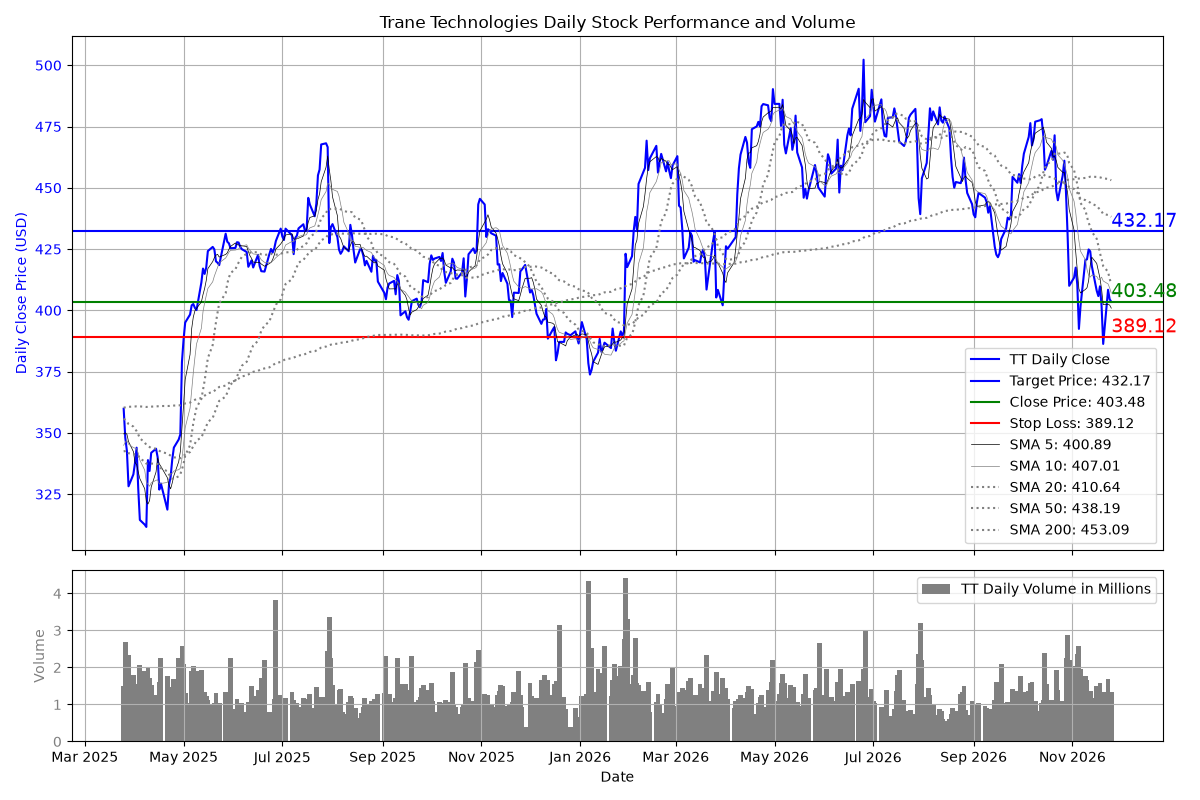 Trane Technologies Daily Stock Performance and Volume
Daily Close Price (USD)
500
475
450
425
400
375
350
325
432.17
403.48
389.12
TT Daily Close
Target Price: 432.17
Close Price: 403.48
Stop Loss: 389.12
SMA 5: 400.89
SMA 10: 407.01
SMA 20: 410.64
SMA 50: 438.19
SMA 200: 453.09
Volume
4
3
2
1
0
TT Daily Volume in Millions
Mar 2025 May 2025 Jul 2025 Sep 2025 Nov 2025 Jan 2026 Mar 2026 May 2026 Jul 2026 Sep 2026 Nov 2026
Date